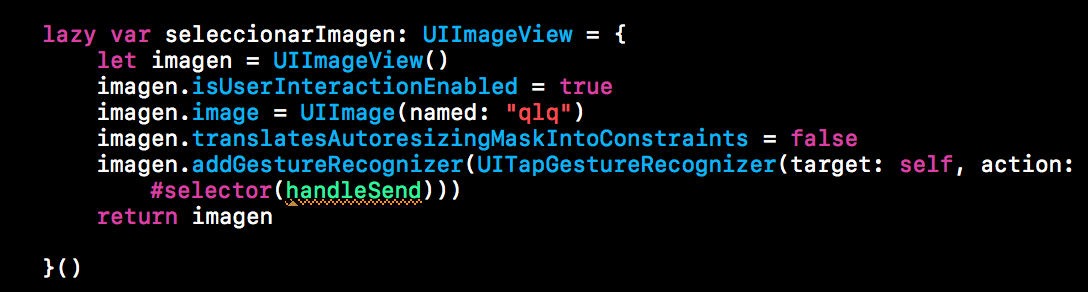 lazy var seleccionarImagen: UIImageView = {
let imagen = UIImageView()
imagen.isUserInteractionEnabled = true
imagen.image = UIImage(named: "qlq")
imagen.translatesAutoresizingMaskIntoConstraints = false
imagen.addGestureRecognizer(UITapGestureRecognizer(target: self, action:
#selector(handleSend)))
return imagen
}()